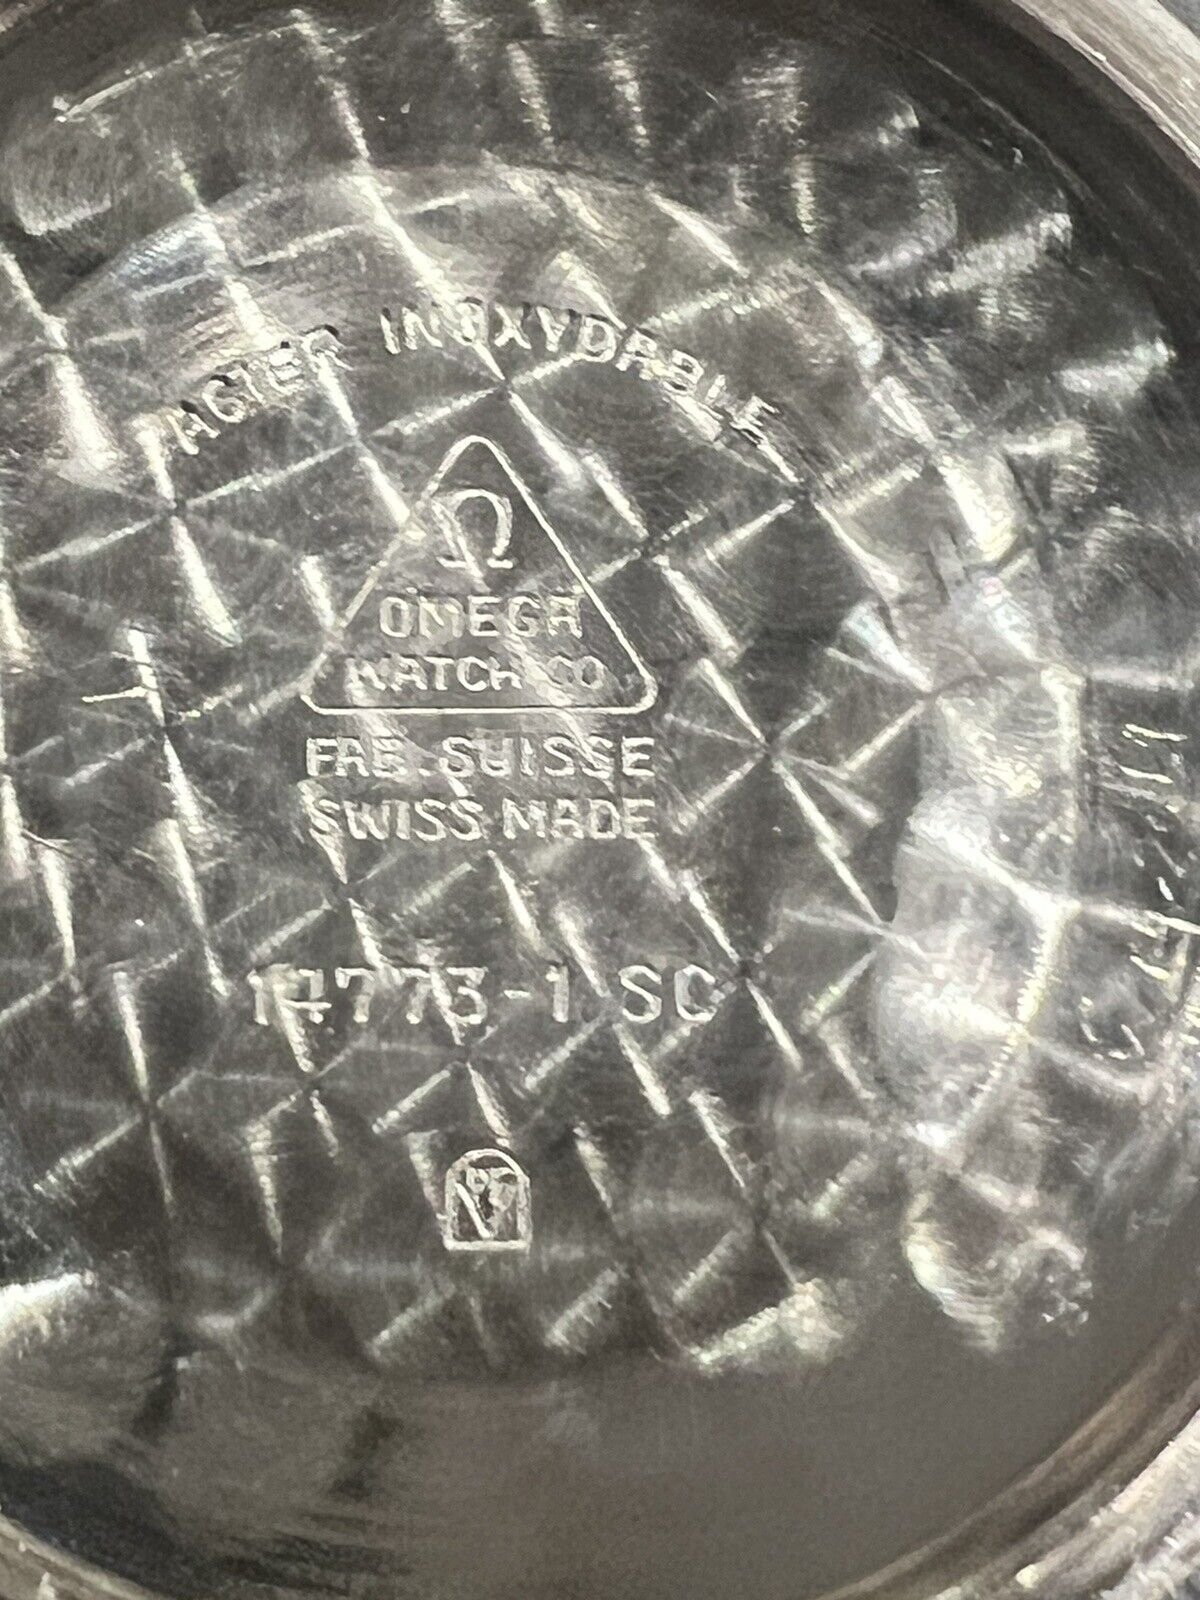 ACIER INOXYDABLE
Ω
OMEGA
WATCH CO
FAB. SUISSE
SWISS MADE
14773-1 SC